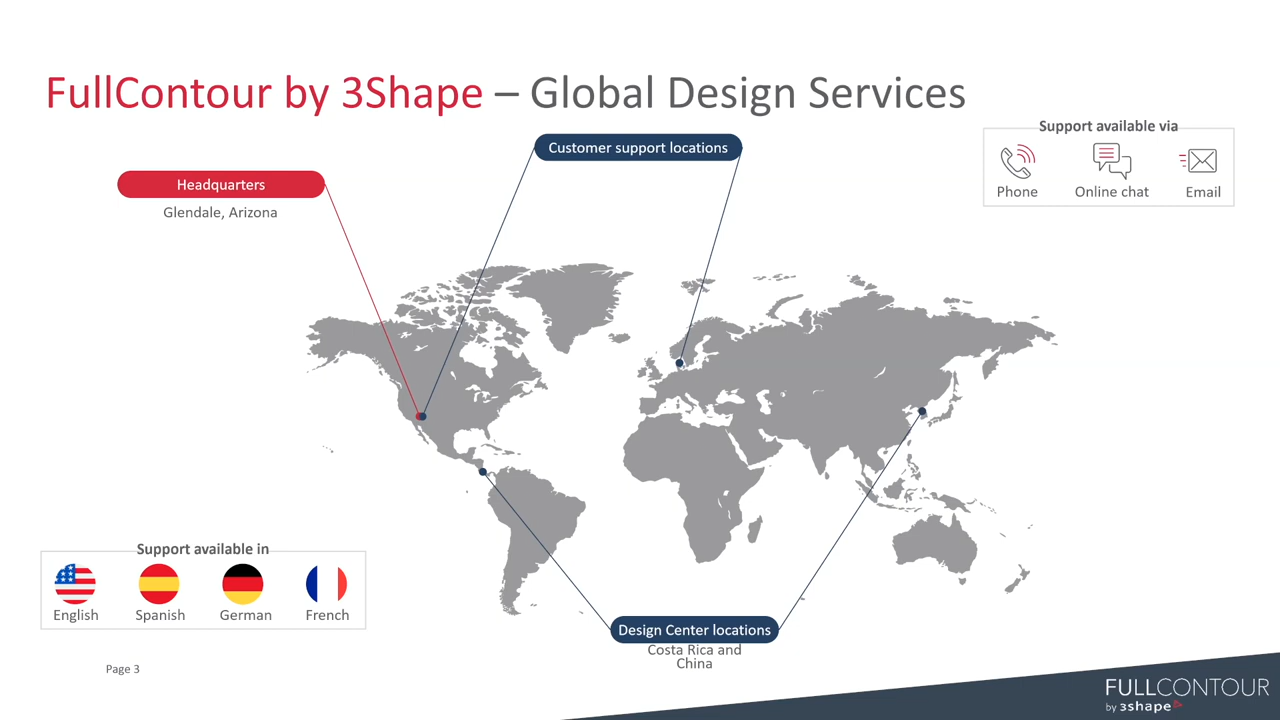 FullContour by 3Shape – Global Design Services
Customer support locations
Support available via
Phone
Online chat
Email
Headquarters
Glendale, Arizona
Support available in
English
Spanish
German
French
Design Center locations
Costa Rica and
China
Page 3
FULLCONTOUR
by 3shape